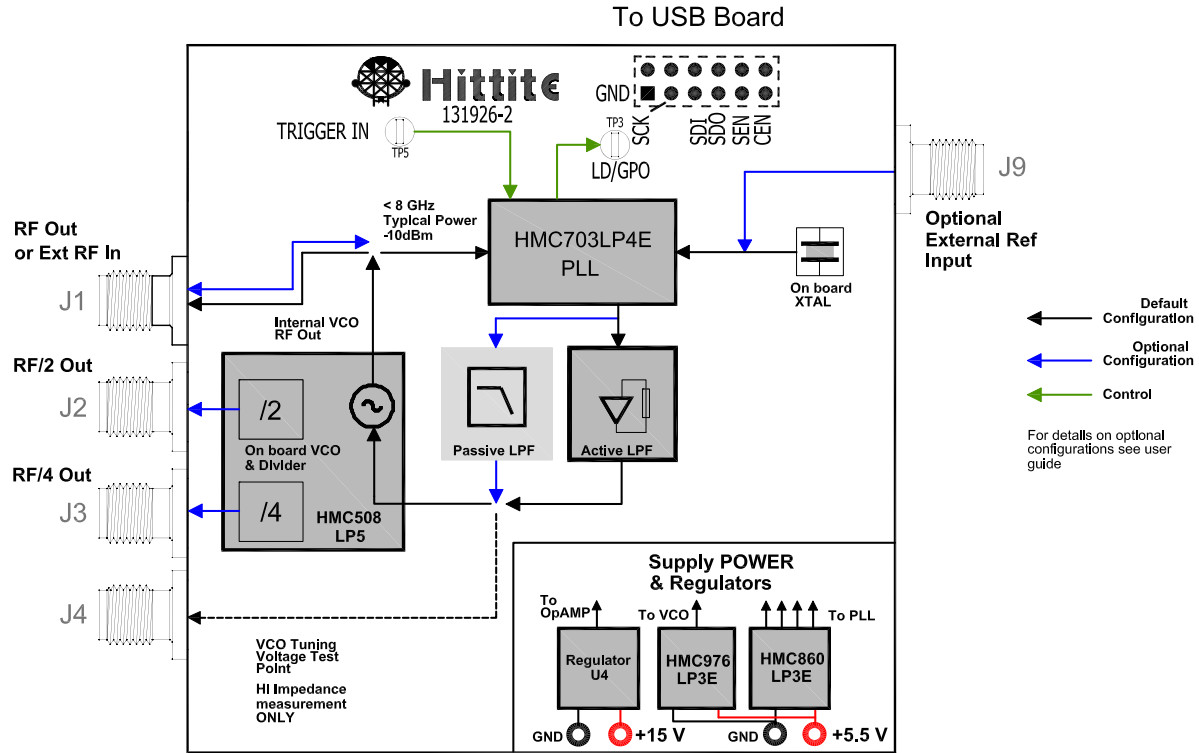 To USB Board
Hittite
131926-2
GND
SCK
SDI
SDO
SEN
CEN
TRIGGER IN
TP5
TP3
LD/GPO
J9
Optional
External Ref
Input
< 8 GHz
Typical Power
-10dBm
HMC703LP4E
PLL
On board
XTAL
RF Out
or Ext RF In
J1
Internal VCO
RF Out
Default
Configuration
Optional
Configuration
Control
For details on optional
configurations see user
guide
RF/2 Out
J2
/2
On board VCO
& Divider
Passive LPF
Active LPF
RF/4 Out
J3
/4
HMC508
LP5
J4
VCO Tuning
Voltage Test
Point
HI Impedance
measurement
ONLY
Supply POWER
& Regulators
To
OpAMP
To VCO
To PLL
Regulator
U4
HMC976
LP3E
HMC860
LP3E
GND
+15 V
GND
+5.5 V